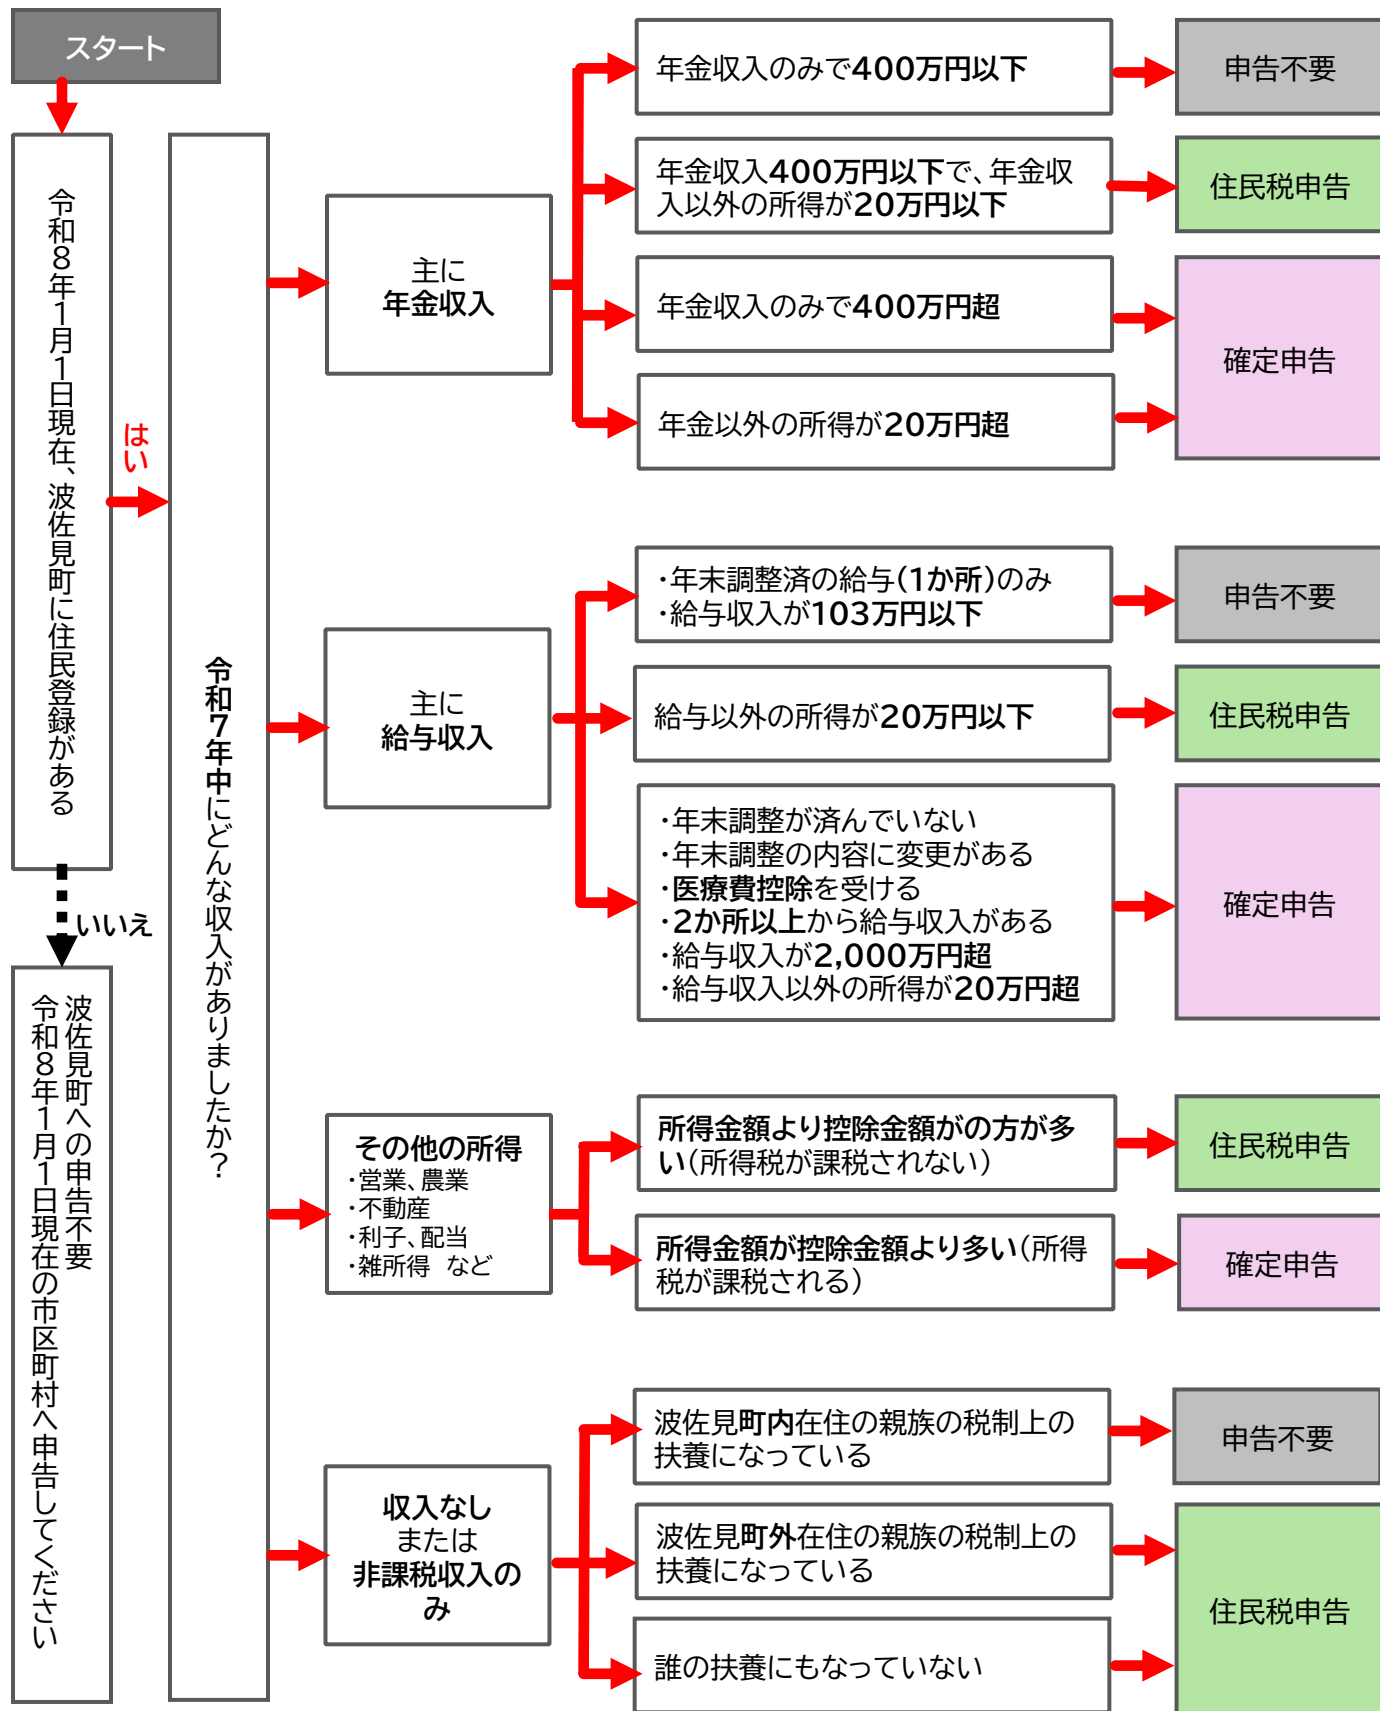 スタート
令和8年1月1日現在、波佐見町に住民登録がある
はい
いいえ
波佐見町への申告不要
令和8年1月1日現在の市区町村へ申告してください
令和7年中にどんな収入がありましたか?
主に
年金収入
年金収入のみで400万円以下
申告不要
年金収入400万円以下で、年金収
入以外の所得が20万円以下
住民税申告
年金収入のみで400万円超
年金以外の所得が20万円超
確定申告
主に
給与収入
・年末調整済の給与(1か所)のみ
・給与収入が103万円以下
申告不要
給与以外の所得が20万円以下
住民税申告
・年末調整が済んでいない
・年末調整の内容に変更がある
・医療費控除を受ける
・2か所以上から給与収入がある
・給与収入が2,000万円超
・給与収入以外の所得が20万円超
確定申告
その他の所得
・営業、農業
・不動産
・利子、配当
・雑所得 など
所得金額より控除金額がの方が多
い(所得税が課税されない)
住民税申告
所得金額が控除金額より多い(所得
税が課税される)
確定申告
収入なし
または
非課税収入の
み
波佐見町内在住の親族の税制上の
扶養になっている
申告不要
波佐見町外在住の親族の税制上の
扶養になっている
誰の扶養にもなっていない
住民税申告